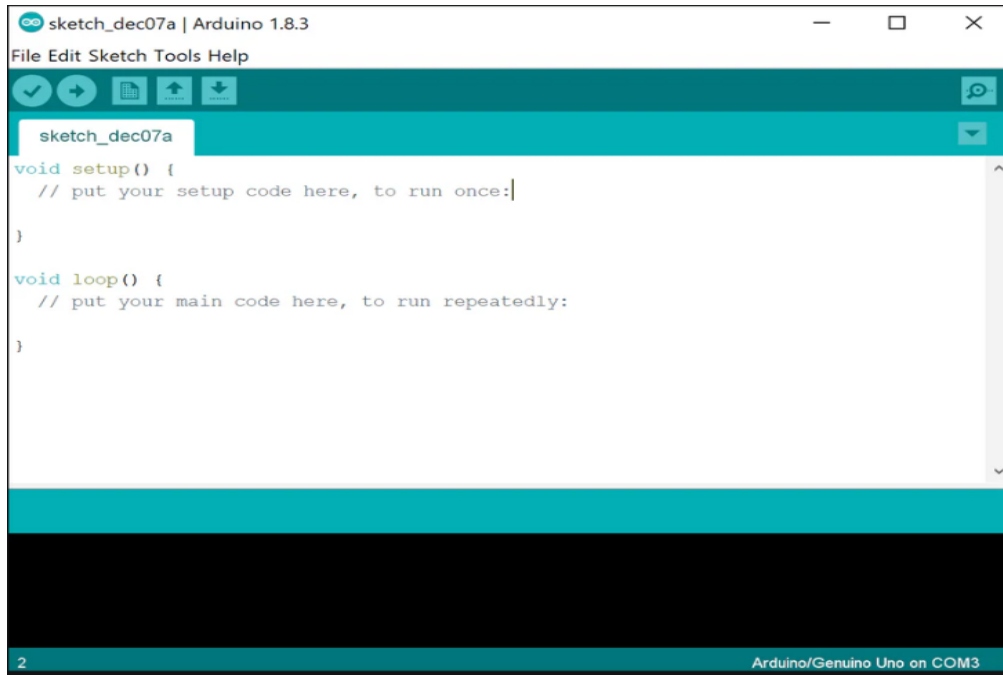 sketch_dec07a | Arduino 1.8.3
File Edit Sketch Tools Help
sketch_dec07a
void setup() {
  // put your setup code here, to run once:
}
void loop() {
  // put your main code here, to run repeatedly:
}
2
Arduino/Genuino Uno on COM3